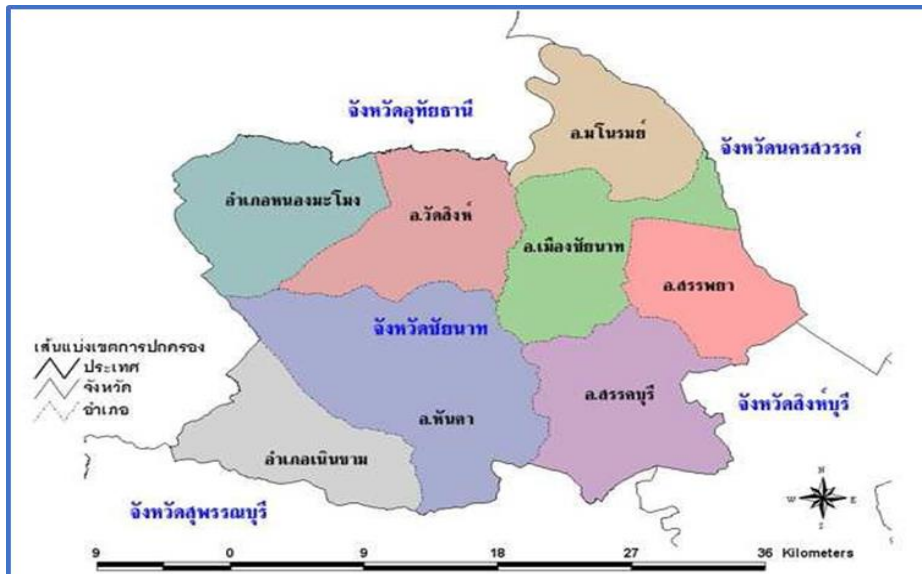 จังหวัดอุทัยธานี
อ.มโนรมย์
จังหวัดนครสวรรค์
อำเภอหนองมะโมง
อ.วัดสิงห์
อ.เมืองชัยนาท
อ.สรรพยา
จังหวัดชัยนาท
เส้นแบ่งเขตการปกครอง
ประเทศ
จังหวัด
อำเภอ
อ.สรรคบุรี
จังหวัดสิงห์บุรี
อ.หันคา
อำเภอเนินขาม
จังหวัดสุพรรณบุรี
N
W E
S
9 0 9 18 27 36 Kilometers